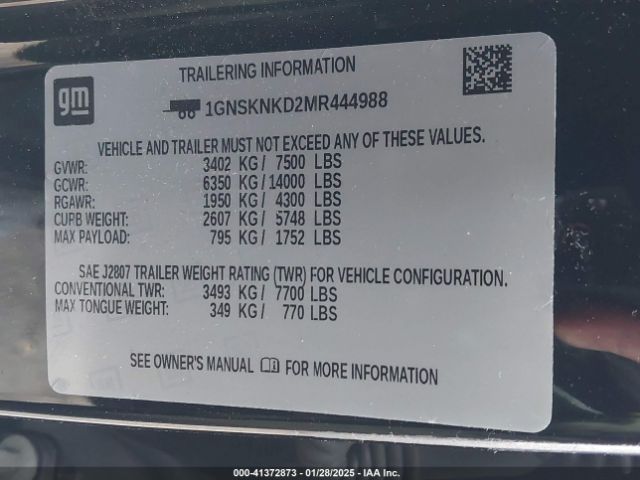 gm
TRAILERING INFORMATION
1GNSKNKD2MR444988
VEHICLE AND TRAILER MUST NOT EXCEED ANY OF THESE VALUES.
GVWR: 3402 KG / 7500 LBS
GCWR: 6350 KG / 14000 LBS
RGAWR: 1950 KG / 4300 LBS
CUPB WEIGHT: 2607 KG / 5748 LBS
MAX PAYLOAD: 795 KG / 1752 LBS
SAE J2807 TRAILER WEIGHT RATING (TWR) FOR VEHICLE CONFIGURATION.
CONVENTIONAL TWR: 3493 KG / 7700 LBS
MAX TONGUE WEIGHT: 349 KG / 770 LBS
SEE OWNER'S MANUAL FOR MORE INFORMATION
000-41372873 - 01/28/2025 - IAA Inc.